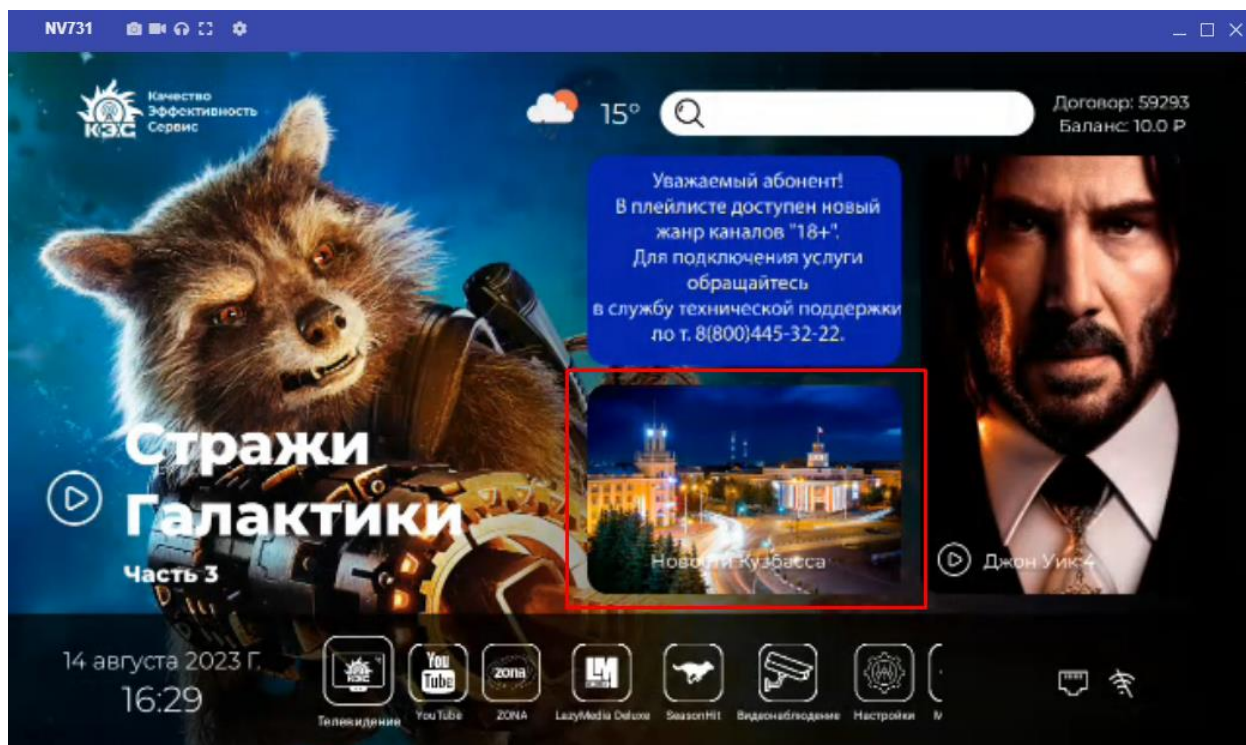 NV731
Качество
Эффективность
Сервис
КЭС
15°
Договор: 59293
Баланс: 10.0 ₽
Уважаемый абонент!
В плейлисте доступен новый
жанр каналов "18+".
Для подключения услуги
обращайтесь
в службу технической поддержки
по т. 8(800)445-32-22.
Стражи
Галактики
Часть 3
Новости Кузбасса
Джон Уик 4
14 августа 2023 Г.
16:29
КЭС
Телевидение
You
Tube
YouTube
zona
ZONA
LM
LazyMedia Deluxe
SeasonHit
Видеонаблюдение
Настройки